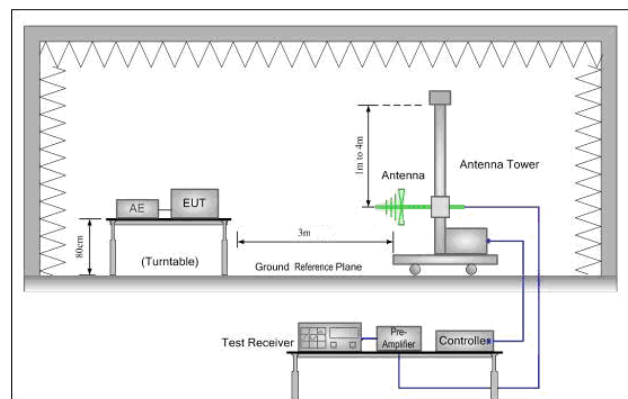 1m to 4m
Antenna
Antenna Tower
AE
EUT
80cm
(Turntable)
3m
Ground Reference Plane
Test Receiver
Pre-
Amplifier
Controller